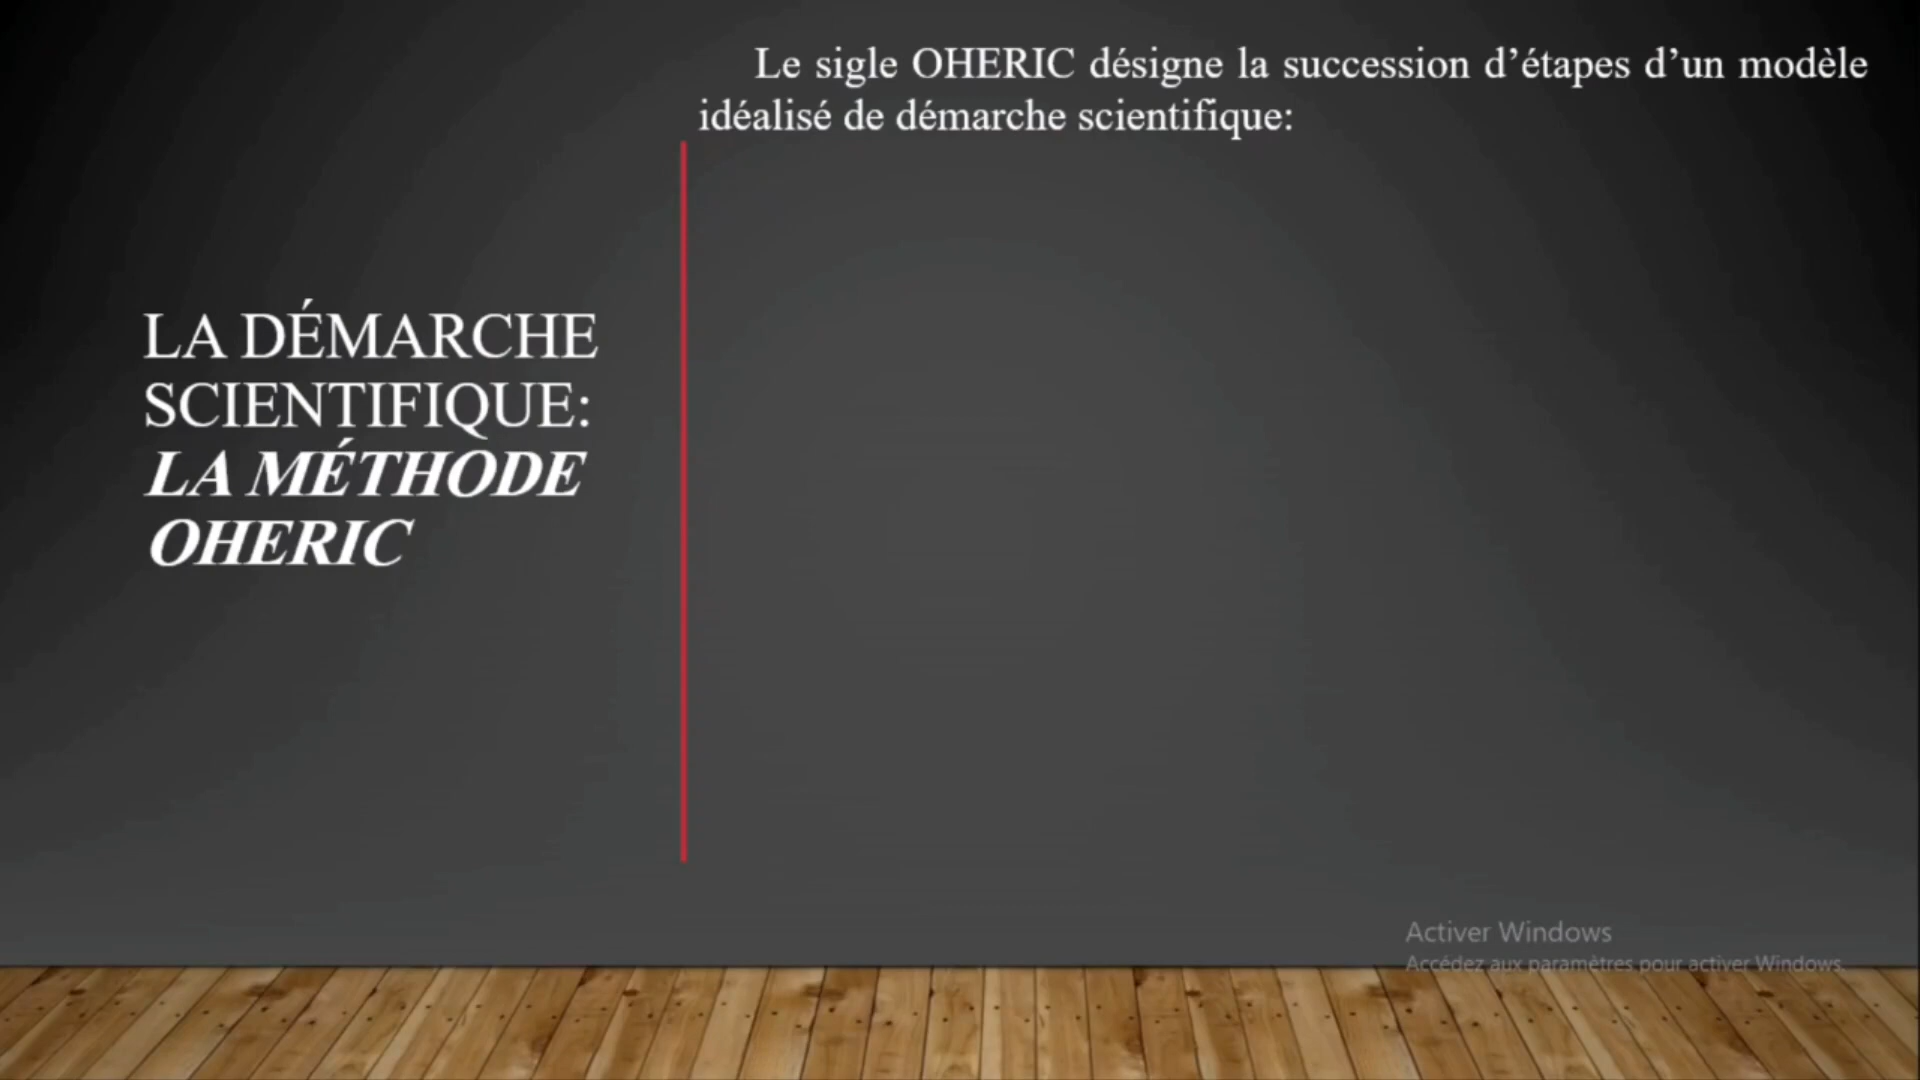 Le sigle OHERIC désigne la succession d’étapes d’un modèle
idéalisé de démarche scientifique:
LA DÉMARCHE
SCIENTIFIQUE:
LA MÉTHODE
OHERIC
Activer Windows
Accédez aux paramètres pour activer Windows.